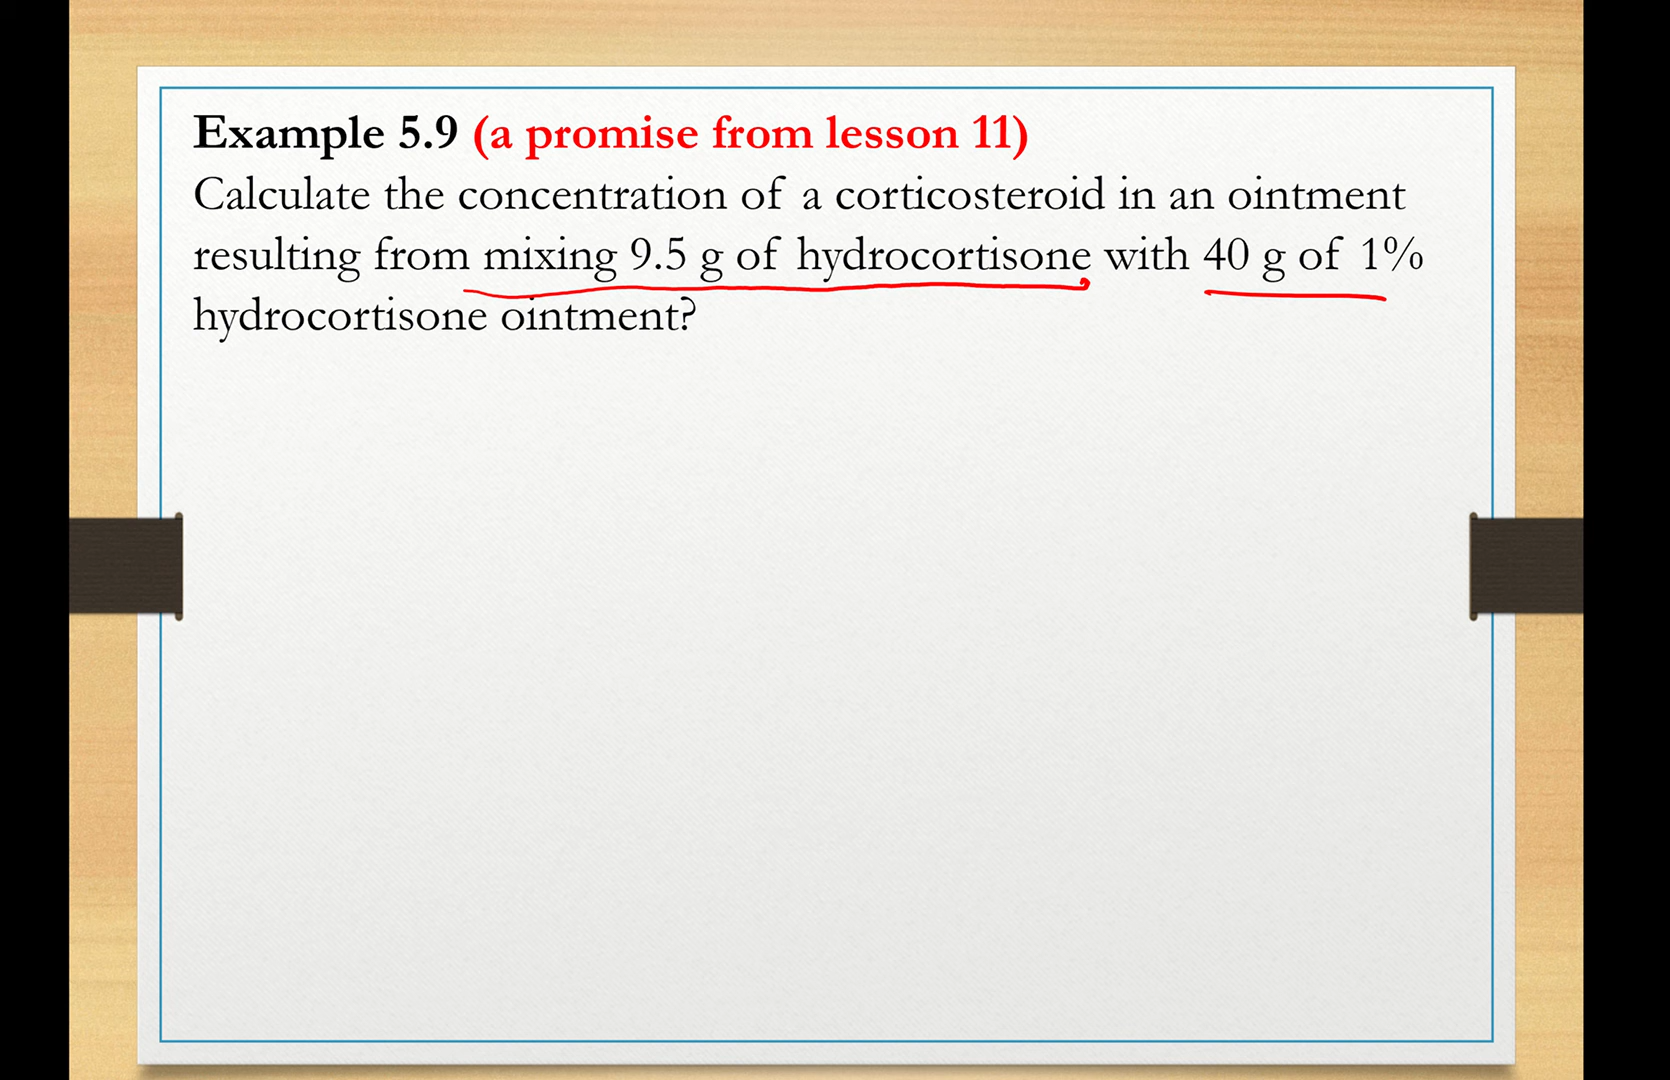 Example 5.9 (a promise from lesson 11)
Calculate the concentration of a corticosteroid in an ointment
resulting from mixing 9.5 g of hydrocortisone with 40 g of 1%
hydrocortisone ointment?